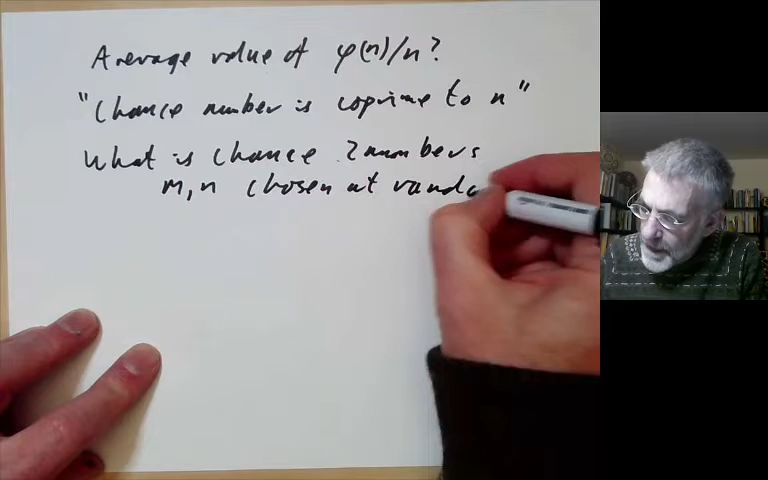 Average value of φ(n)/n?
"Chance number is coprime to n"
What is chance 2 numbers
m,n chosen at rando